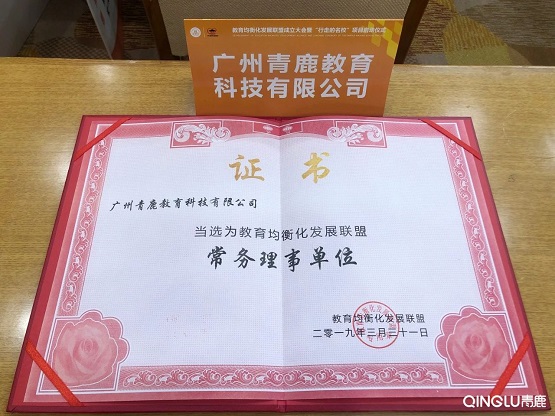 教育均衡化发展联盟成立大会暨“行走的名校”项目启动仪式
广州青鹿教育
科技有限公司
证书
广州青鹿教育科技有限公司
当选为教育均衡化发展联盟
常务理事单位
教育均衡化发展联盟
二零一九年三月三十一日
QINGLU青鹿